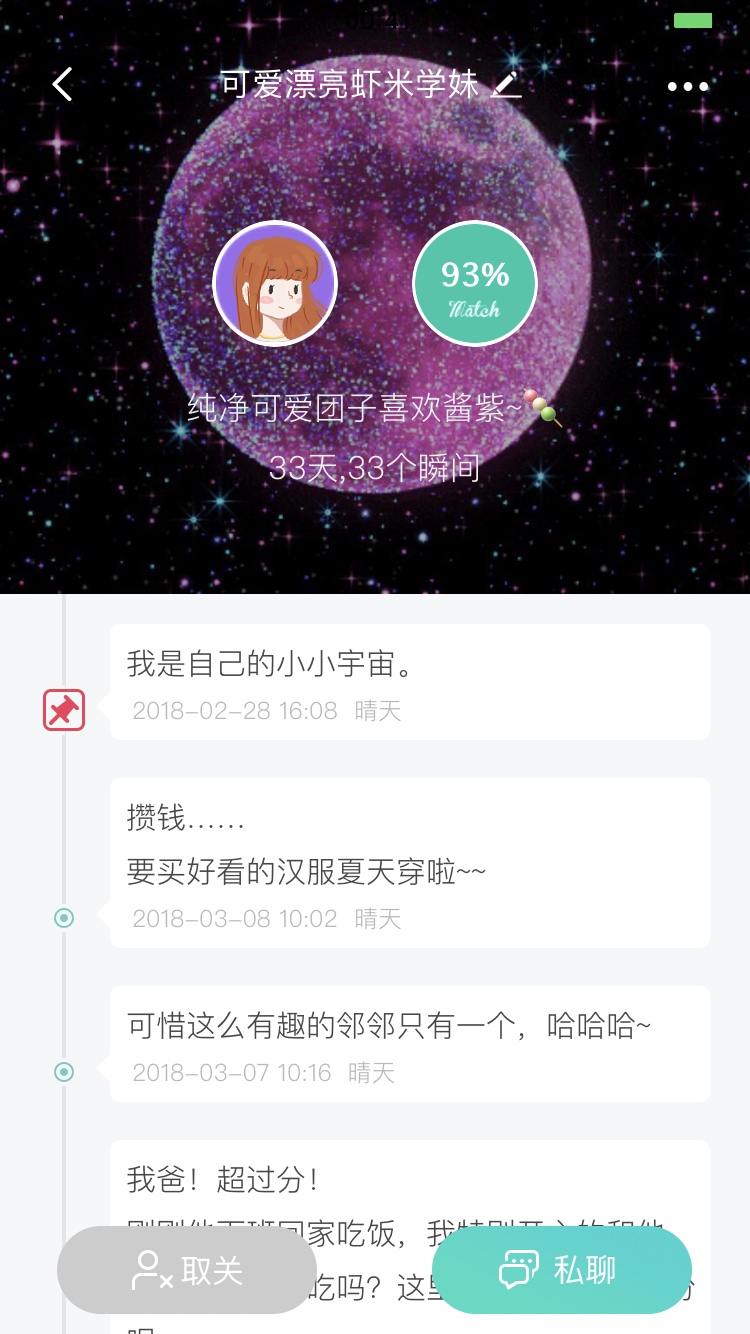 00:41
可爱漂亮虾米学妹
93%
Match
纯净可爱团子喜欢酱紫~🍡
33天,33个瞬间
我是自己的小小宇宙。
2018-02-28 16:08 晴天
攒钱……
要买好看的汉服夏天穿啦~~
2018-03-08 10:02 晴天
可惜这么有趣的邻邻只有一个，哈哈哈~
2018-03-07 10:16 晴天
我爸！超过分！
回家吃饭，我
吃吗？这
取关
私聊